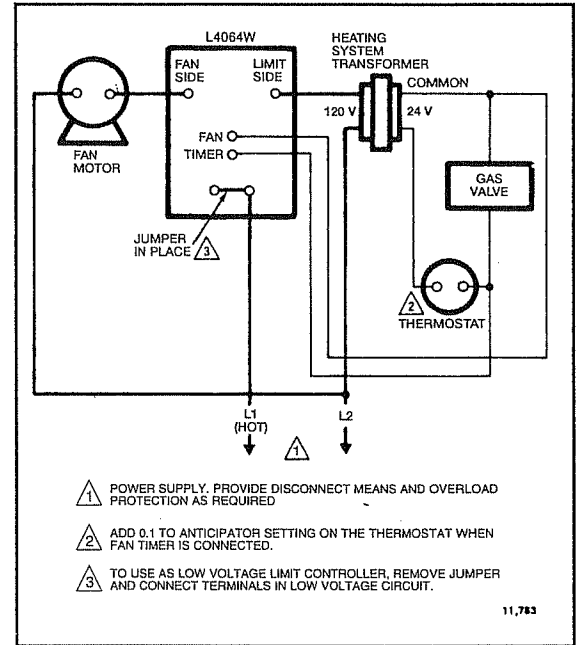 L4064W
FAN
SIDE
LIMIT
SIDE
HEATING
SYSTEM
TRANSFORMER
COMMON
120 V
24 V
FAN
TIMER
FAN
MOTOR
GAS
VALVE
JUMPER
IN PLACE
3
2
THERMOSTAT
L1
(HOT)
L2
1
1 POWER SUPPLY. PROVIDE DISCONNECT MEANS AND OVERLOAD
PROTECTION AS REQUIRED
2 ADD 0.1 TO ANTICIPATOR SETTING ON THE THERMOSTAT WHEN
FAN TIMER IS CONNECTED.
3 TO USE AS LOW VOLTAGE LIMIT CONTROLLER, REMOVE JUMPER
AND CONNECT TERMINALS IN LOW VOLTAGE CIRCUIT.
11,783